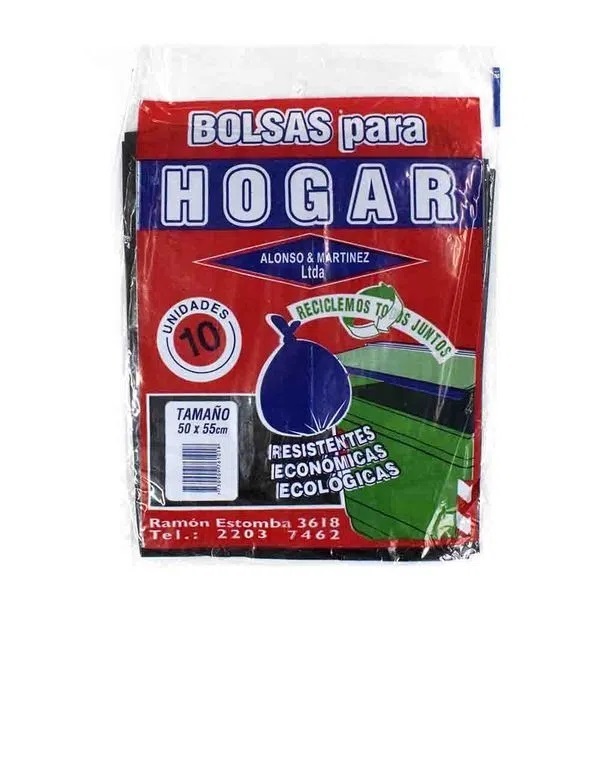 BOLSAS para
HOGAR
ALONSO & MARTINEZ
Ltda
UNIDADES
10
RECICLEMOS TODOS JUNTOS
TAMAÑO
50 x 55cm
RESISTENTES
ECONÓMICAS
ECOLÓGICAS
Ramón Estomba 3618
Tel.: 2203 7462